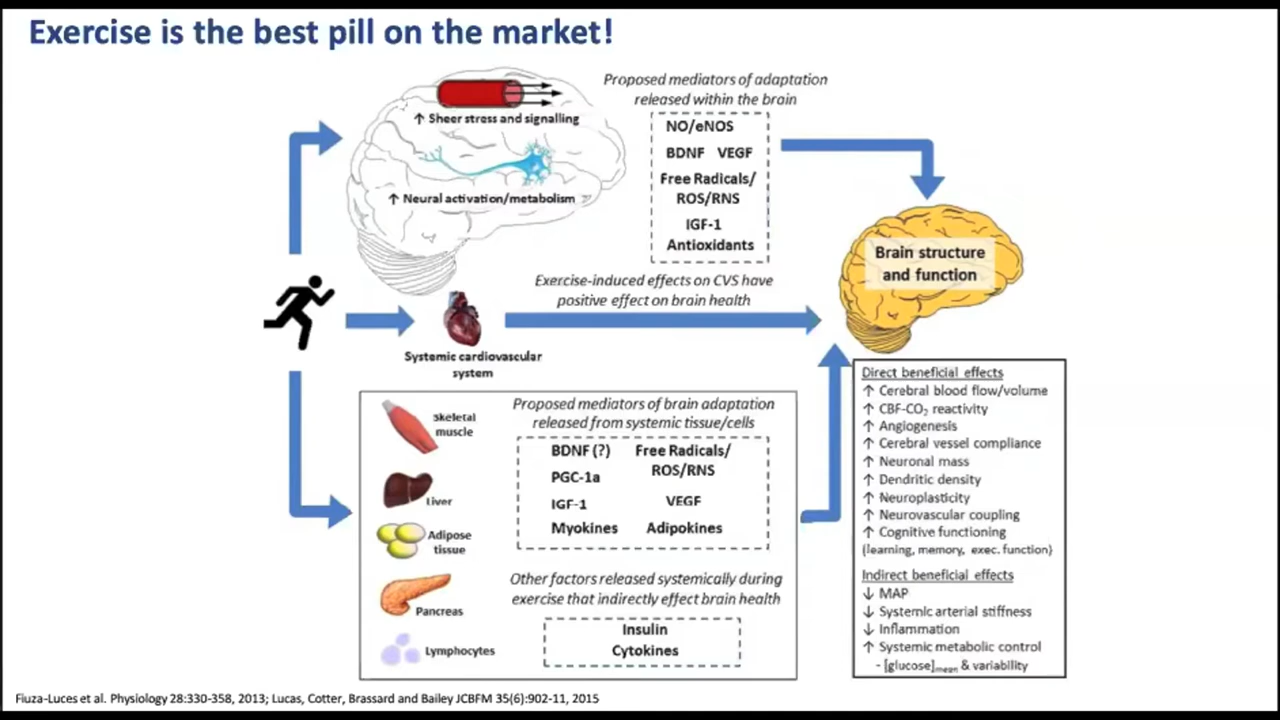 Exercise is the best pill on the market!
Proposed mediators of adaptation
released within the brain
↑ Sheer stress and signalling
NO/eNOS
BDNF VEGF
Free Radicals/
ROS/RNS
IGF-1
Antioxidants
↑ Neural activation/metabolism
Brain structure
and function
Exercise-induced effects on CVS have
positive effect on brain health
Systemic cardiovascular
system
Skeletal
muscle
Liver
Adipose
tissue
Pancreas
Lymphocytes
Proposed mediators of brain adaptation
released from systemic tissue/cells
BDNF (?) Free Radicals/
ROS/RNS
PGC-1a
IGF-1 VEGF
Myokines Adipokines
Other factors released systemically during
exercise that indirectly effect brain health
Insulin
Cytokines
Direct beneficial effects
↑ Cerebral blood flow/volume
↑ CBF-CO₂ reactivity
↑ Angiogenesis
↑ Cerebral vessel compliance
↑ Neuronal mass
↑ Dendritic density
↑ Neuroplasticity
↑ Neurovascular coupling
↑ Cognitive functioning
(learning, memory, exec. function)
Indirect beneficial effects
↓ MAP
↓ Systemic arterial stiffness
↓ Inflammation
↑ Systemic metabolic control
- [glucose]mean & variability
Fiuza-Luces et al. Physiology 28:330-358, 2013; Lucas, Cotter, Brassard and Bailey JCBFM 35(6):902-11, 2015